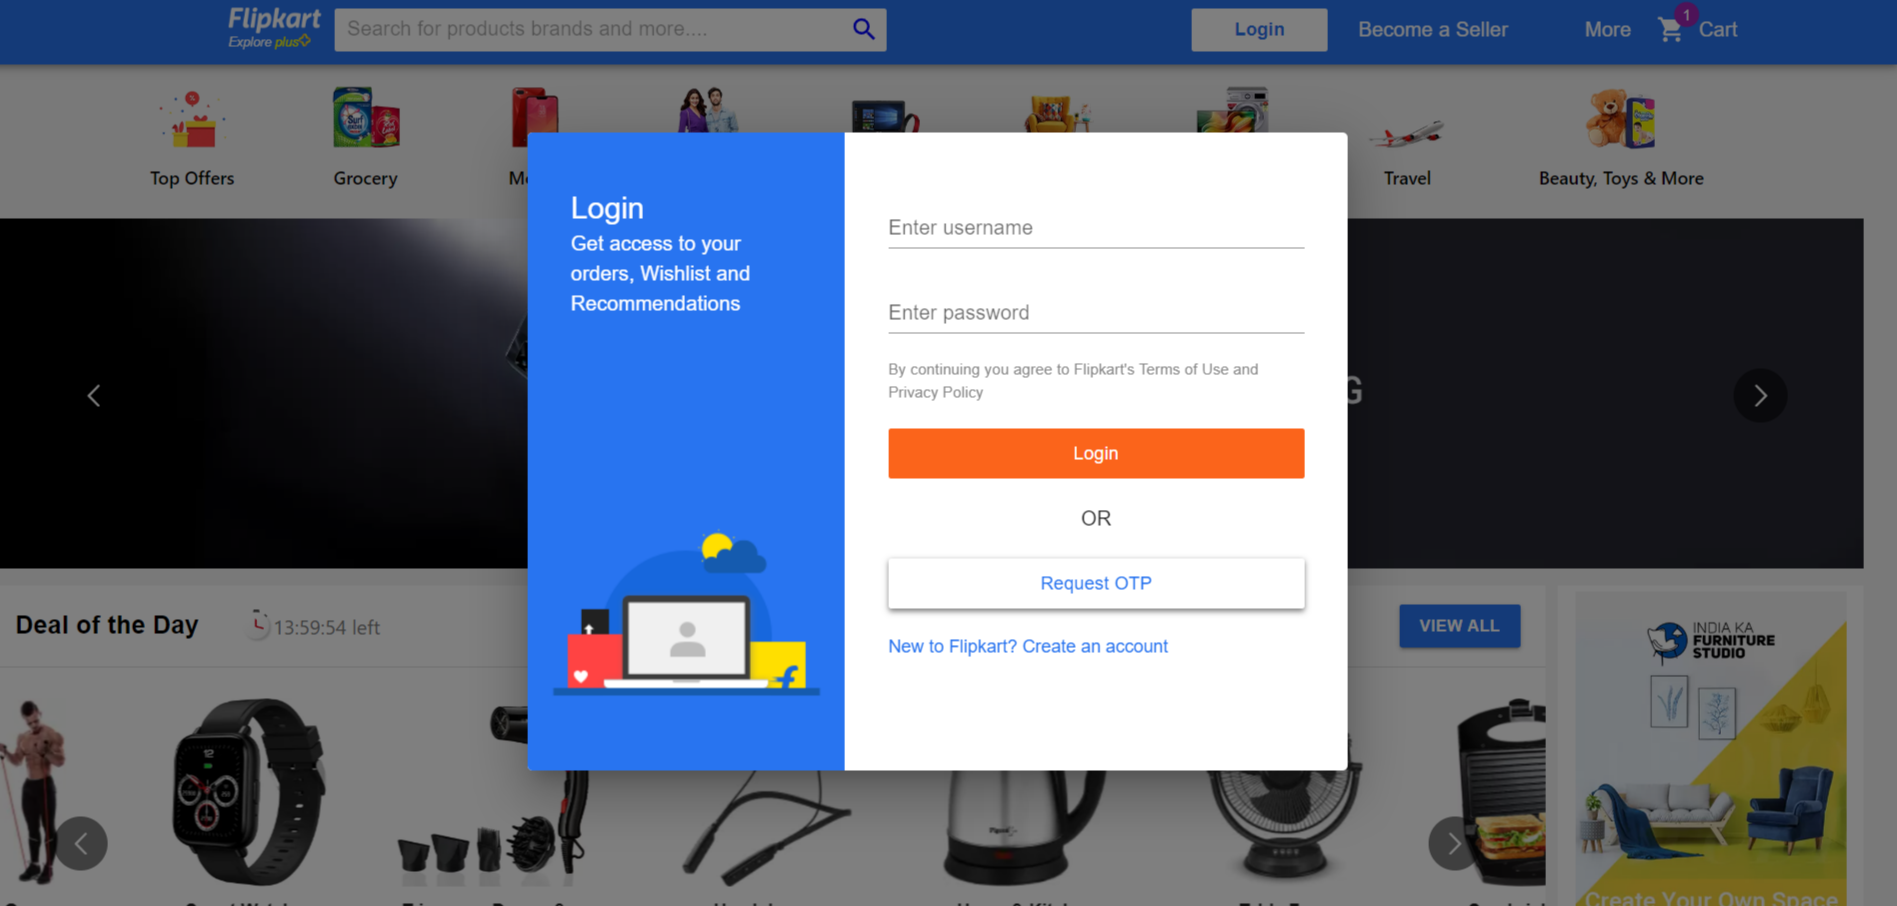 Flipkart
Explore plus
Search for products brands and more....
Login
Become a Seller
More
1
Cart
Top Offers
Grocery
Travel
Beauty, Toys & More
Login
Get access to your
orders, Wishlist and
Recommendations
Enter username
Enter password
By continuing you agree to Flipkart's Terms of Use and
Privacy Policy
Login
OR
Request OTP
New to Flipkart? Create an account
G
Deal of the Day
13:59:54 left
VIEW ALL
INDIA KA
FURNITURE
STUDIO
Create Your Own Space